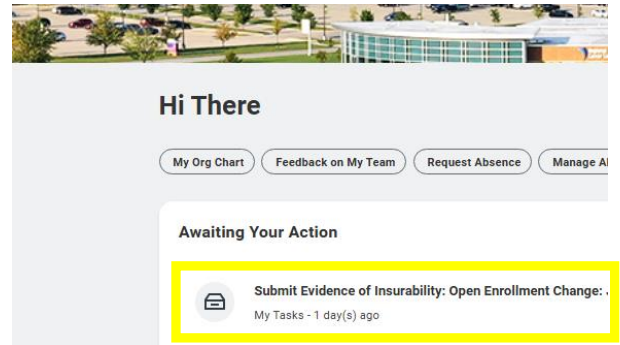 Hi There
My Org Chart
Feedback on My Team
Request Absence
Manage
Awaiting Your Action
Submit Evidence of Insurability: Open Enrollment Change:
My Tasks - 1 day(s) ago